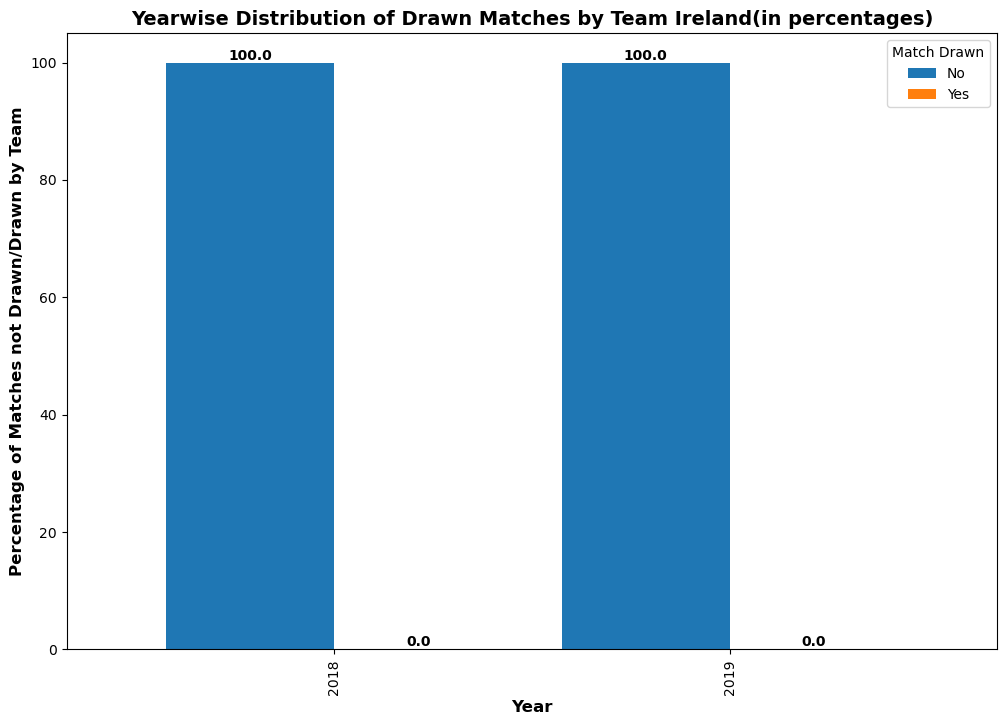 Yearwise Distribution of Drawn Matches by Team Ireland(in percentages)
Percentage of Matches not Drawn/Drawn by Team
100
80
60
40
20
0
100.0
0.0
100.0
0.0
Match Drawn
No
Yes
2018
2019
Year